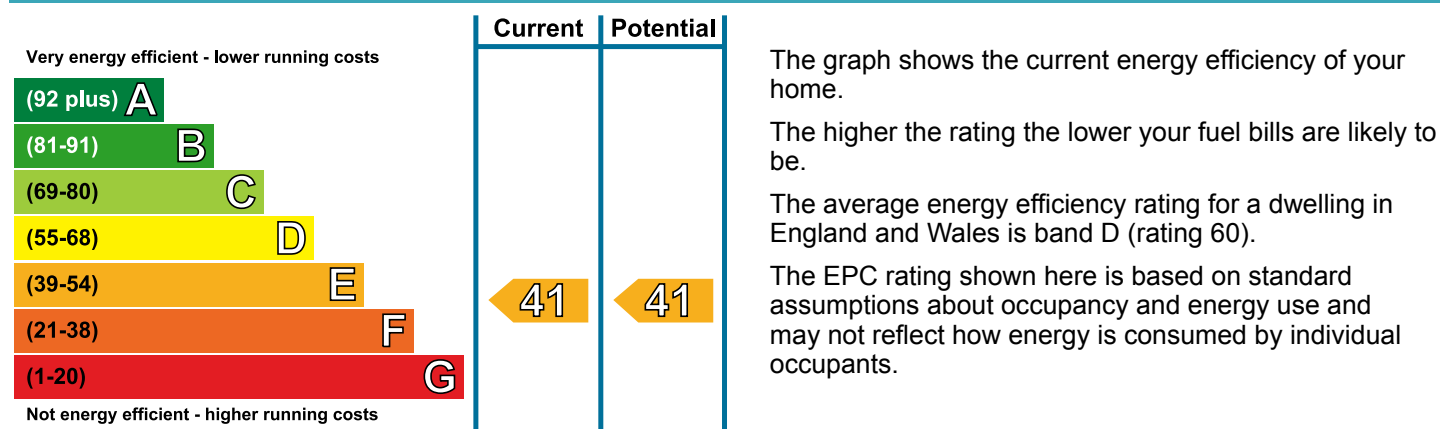 Current Potential
Very energy efficient - lower running costs
(92 plus) A
(81-91) B
(69-80) C
(55-68) D
(39-54) E
41 41
(21-38) F
(1-20) G
Not energy efficient - higher running costs
The graph shows the current energy efficiency of your
home.
The higher the rating the lower your fuel bills are likely to
be.
The average energy efficiency rating for a dwelling in
England and Wales is band D (rating 60).
The EPC rating shown here is based on standard
assumptions about occupancy and energy use and
may not reflect how energy is consumed by individual
occupants.